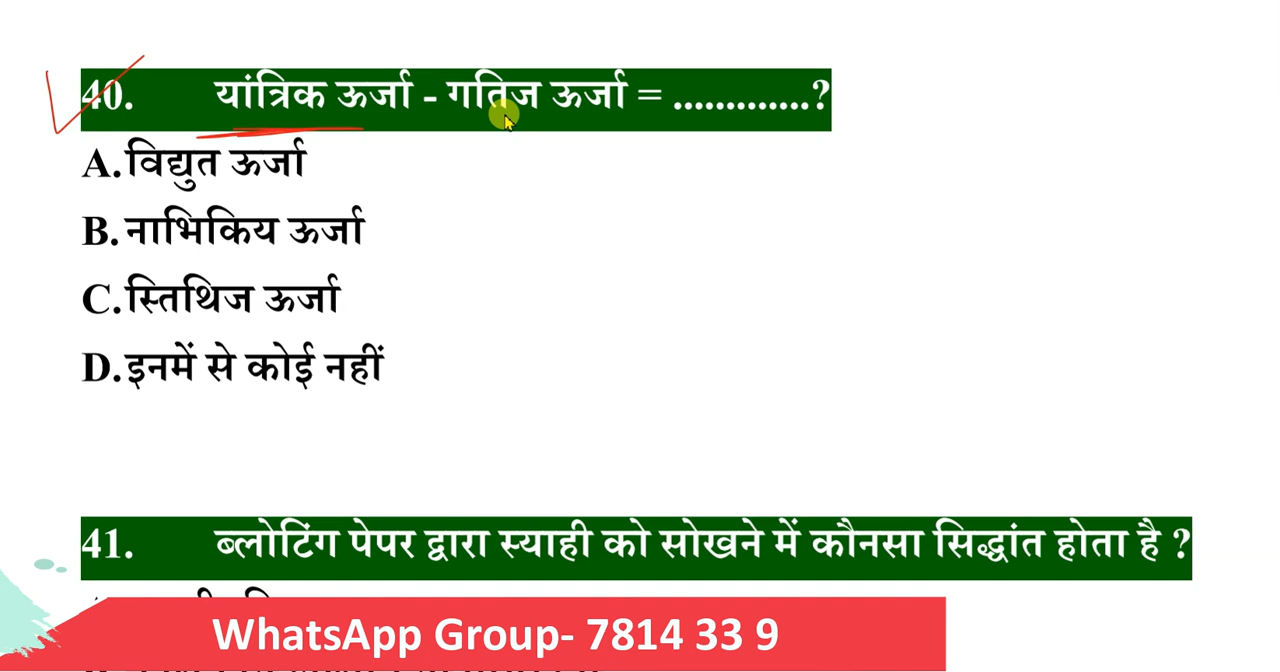 40. यांत्रिक ऊर्जा - गतिज ऊर्जा = .............?
A. विद्युत ऊर्जा
B. नाभिकिय ऊर्जा
C. स्तिथिज ऊर्जा
D. इनमें से कोई नहीं
41. ब्लोटिंग पेपर द्वारा स्याही को सोखने में कौनसा सिद्धांत होता है ?
WhatsApp Group- 7814 33 9